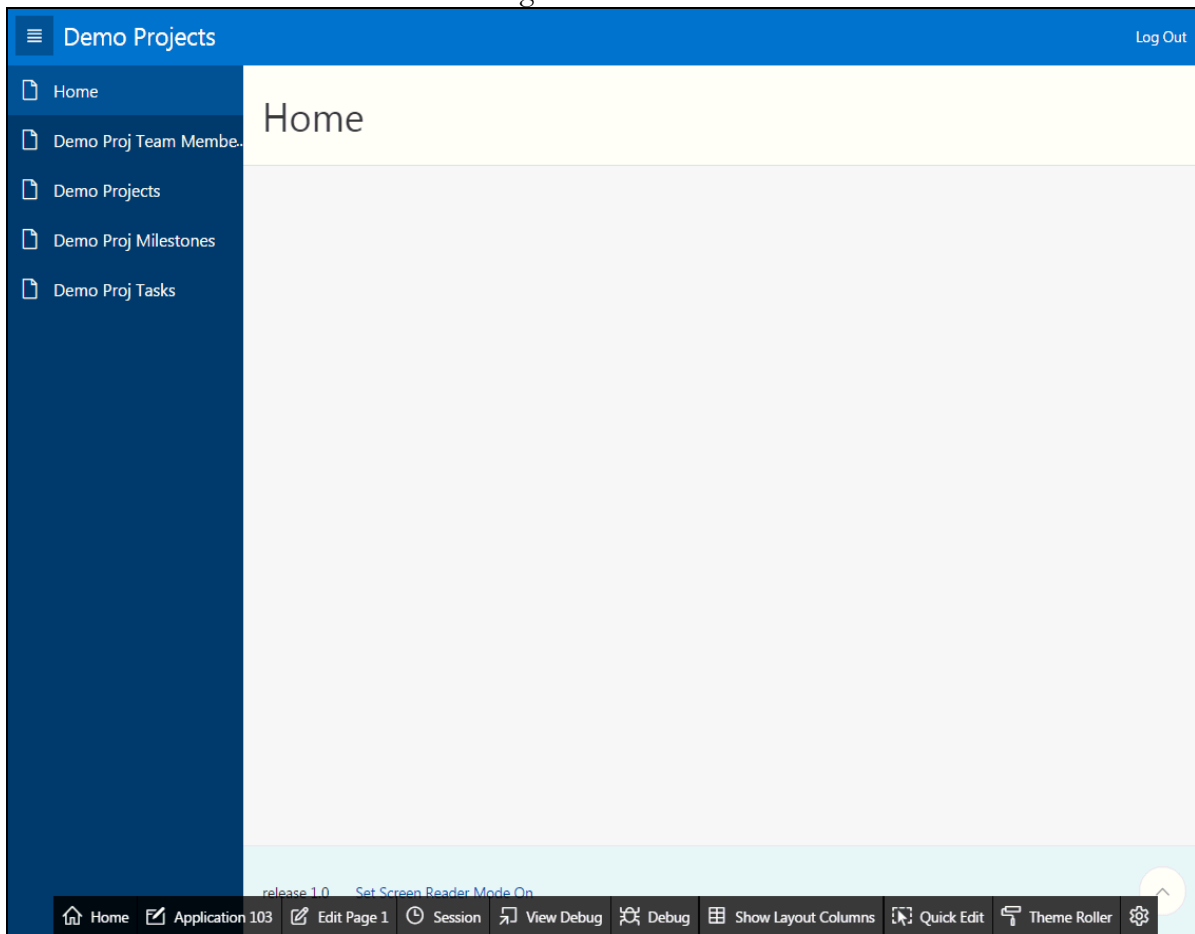 Demo Projects
Log Out
Home
Demo Proj Team Membe..
Demo Projects
Demo Proj Milestones
Demo Proj Tasks
Home
release 1.0 Set Screen Reader Mode On
Home Application 103 Edit Page 1 Session View Debug Debug Show Layout Columns Quick Edit Theme Roller